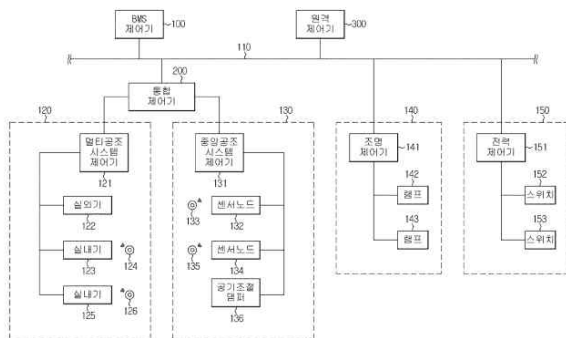 BMS
제어기
100
원격
제어기
300
110
200
통합
제어기
120
멀티공조
시스템
제어기
121
실외기
122
실내기
123
124
실내기
125
126
130
중앙공조
시스템
제어기
131
133
센서노드
132
135
센서노드
134
공기조절
댐퍼
136
140
조명
제어기
141
142
램프
143
램프
150
전력
제어기
151
152
스위치
153
스위치